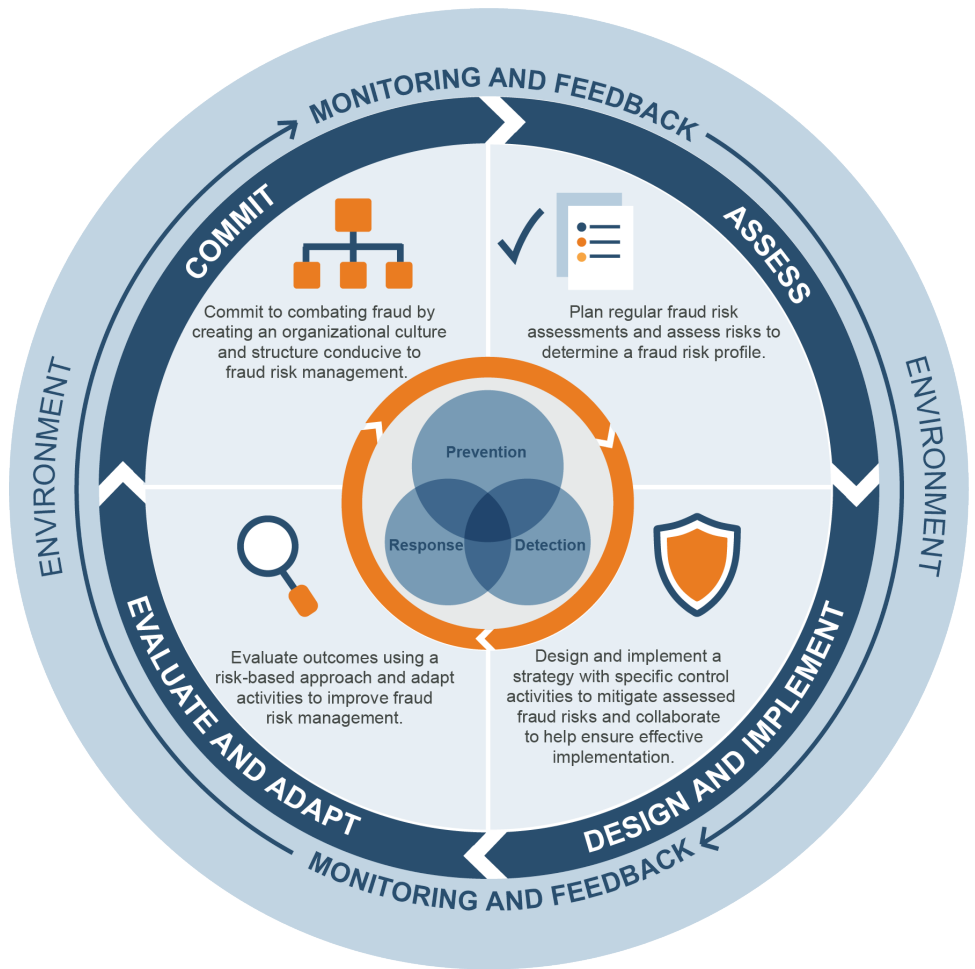 MONITORING AND FEEDBACK
COMMIT
ASSESS
Commit to combating fraud by
creating an organizational culture
and structure conducive to
fraud risk management.
Plan regular fraud risk
assessments and assess risks to
determine a fraud risk profile.
ENVIRONMENT
ENVIRONMENT
Prevention
Response
Detection
Evaluate outcomes using a
risk-based approach and adapt
activities to improve fraud
risk management.
Design and implement a
strategy with specific control
activities to mitigate assessed
fraud risks and collaborate
to help ensure effective
implementation.
EVALUATE AND ADAPT
DESIGN AND IMPLEMENT
MONITORING AND FEEDBACK